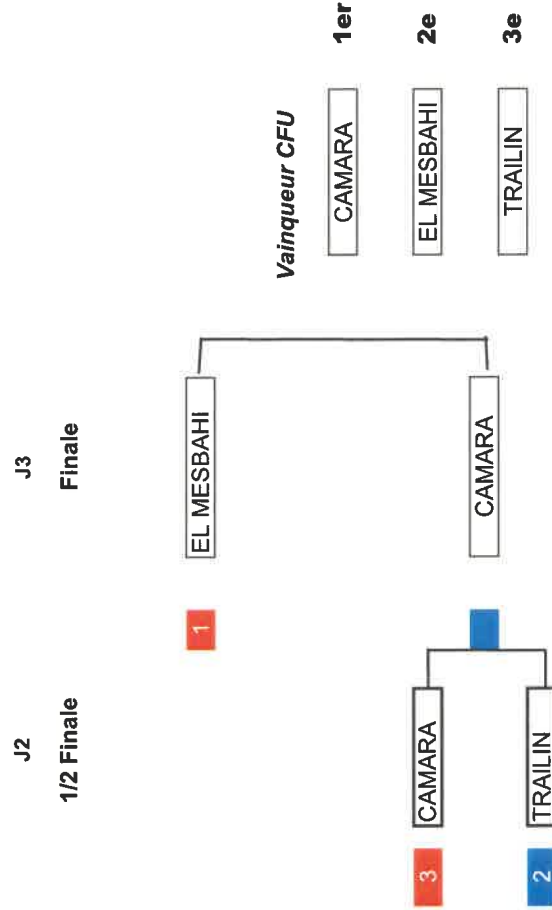 J2
J3
1/2 Finale
Finale
Vainqueur CFU
1
EL MESBAHI
CAMARA
1er
3
CAMARA
EL MESBAHI
2e
CAMARA
2
TRAILIN
TRAILIN
3e